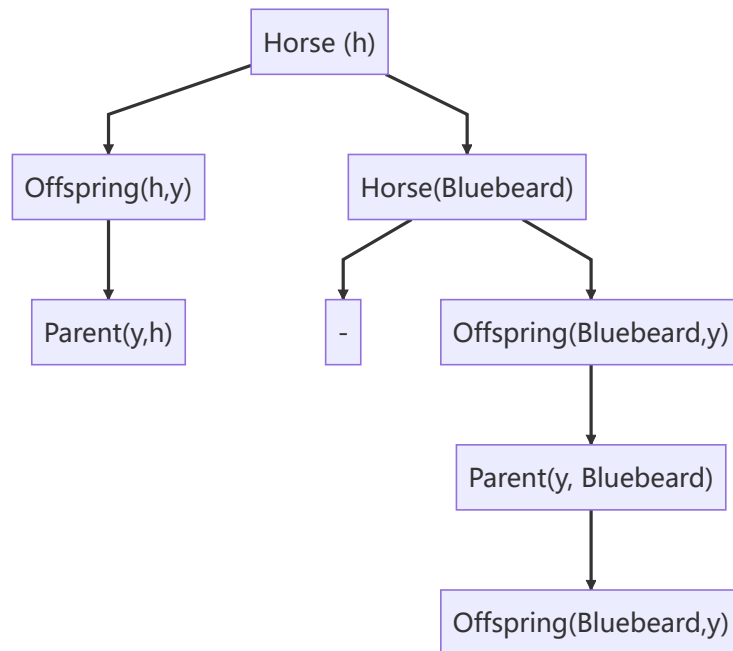 Horse (h)
Offspring(h,y)
Horse(Bluebeard)
Parent(y,h)
-
Offspring(Bluebeard,y)
Parent(y, Bluebeard)
Offspring(Bluebeard,y)